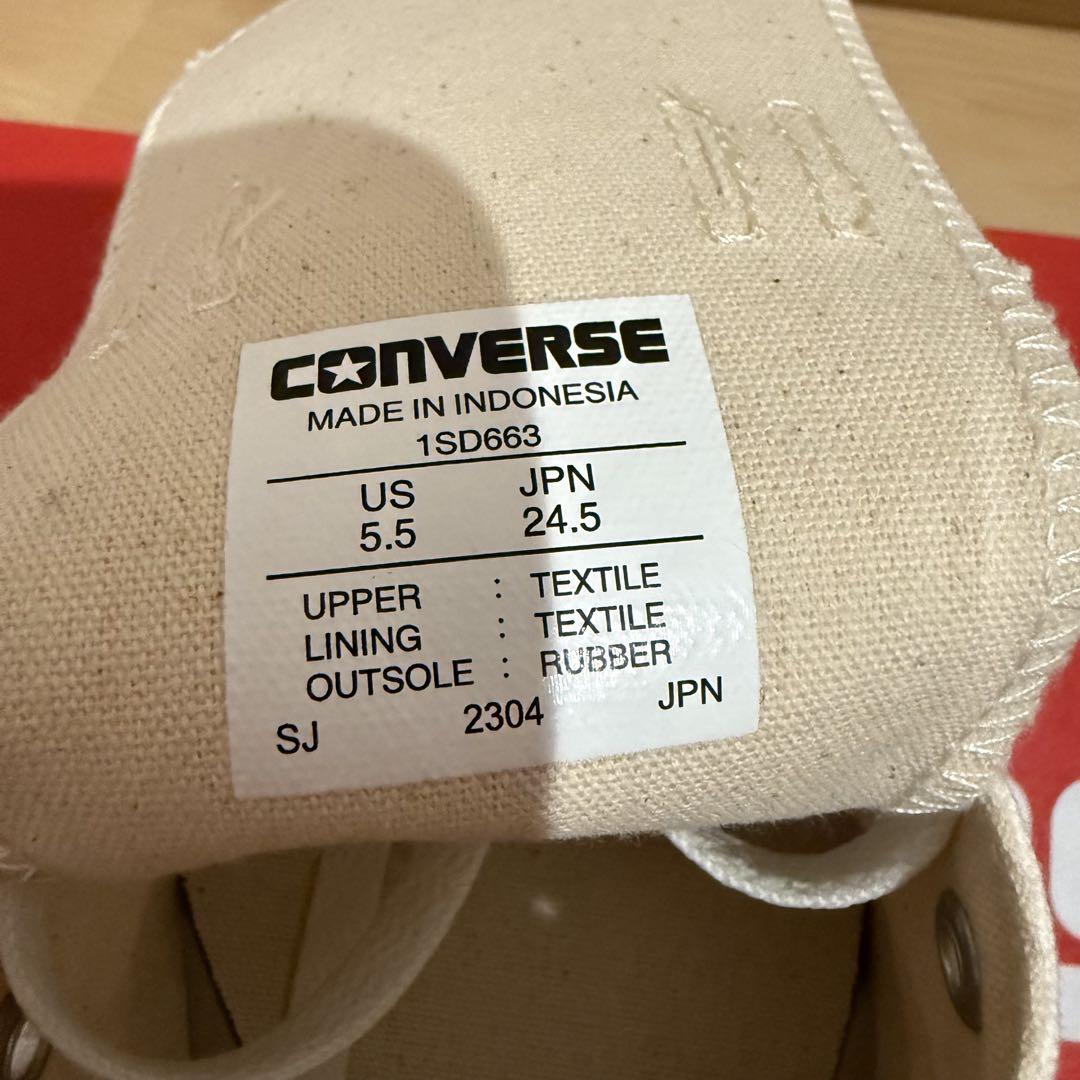 CONVERSE
MADE IN INDONESIA
1SD663
US JPN
5.5 24.5
UPPER : TEXTILE
LINING : TEXTILE
OUTSOLE : RUBBER
SJ 2304 JPN